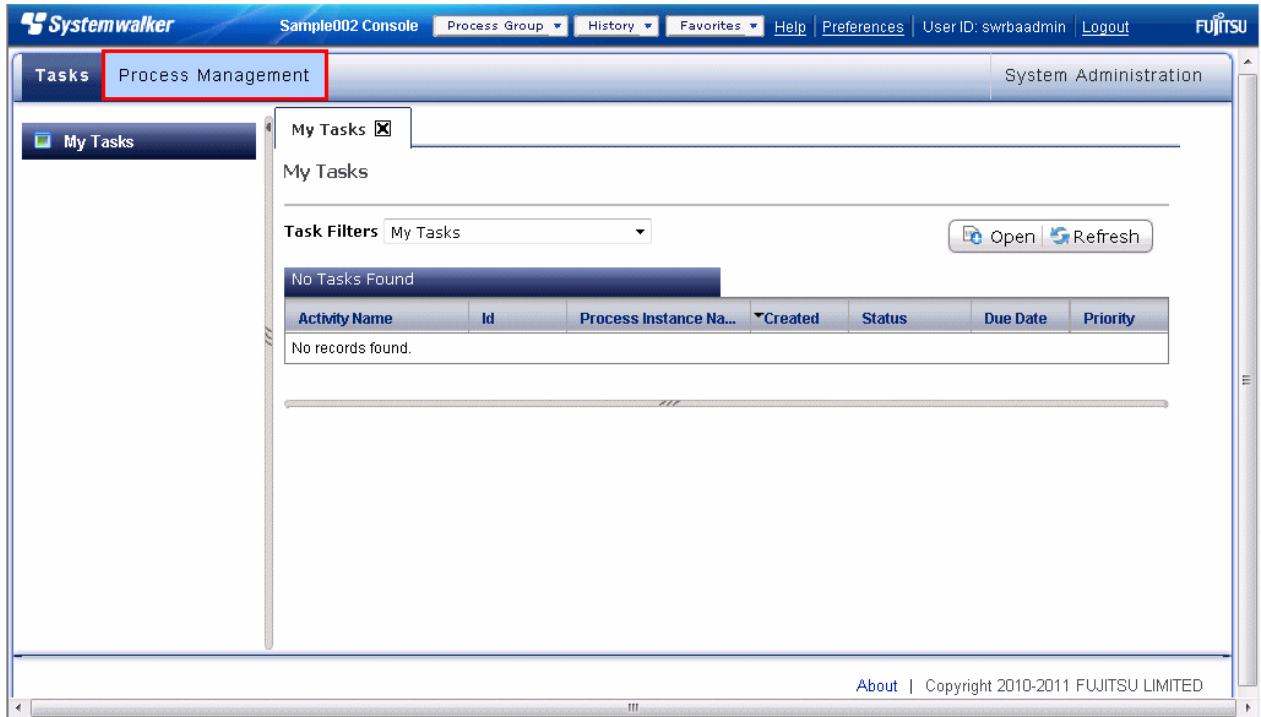 Systemwalker Sample002 Console Process Group History Favorites Help Preferences User ID: swrbaadmin Logout FUJITSU
Tasks Process Management System Administration
My Tasks
My Tasks
My Tasks
Task Filters My Tasks Open Refresh
No Tasks Found
Activity Name Id Process Instance Na... Created Status Due Date Priority
No records found.
About | Copyright 2010-2011 FUJITSU LIMITED